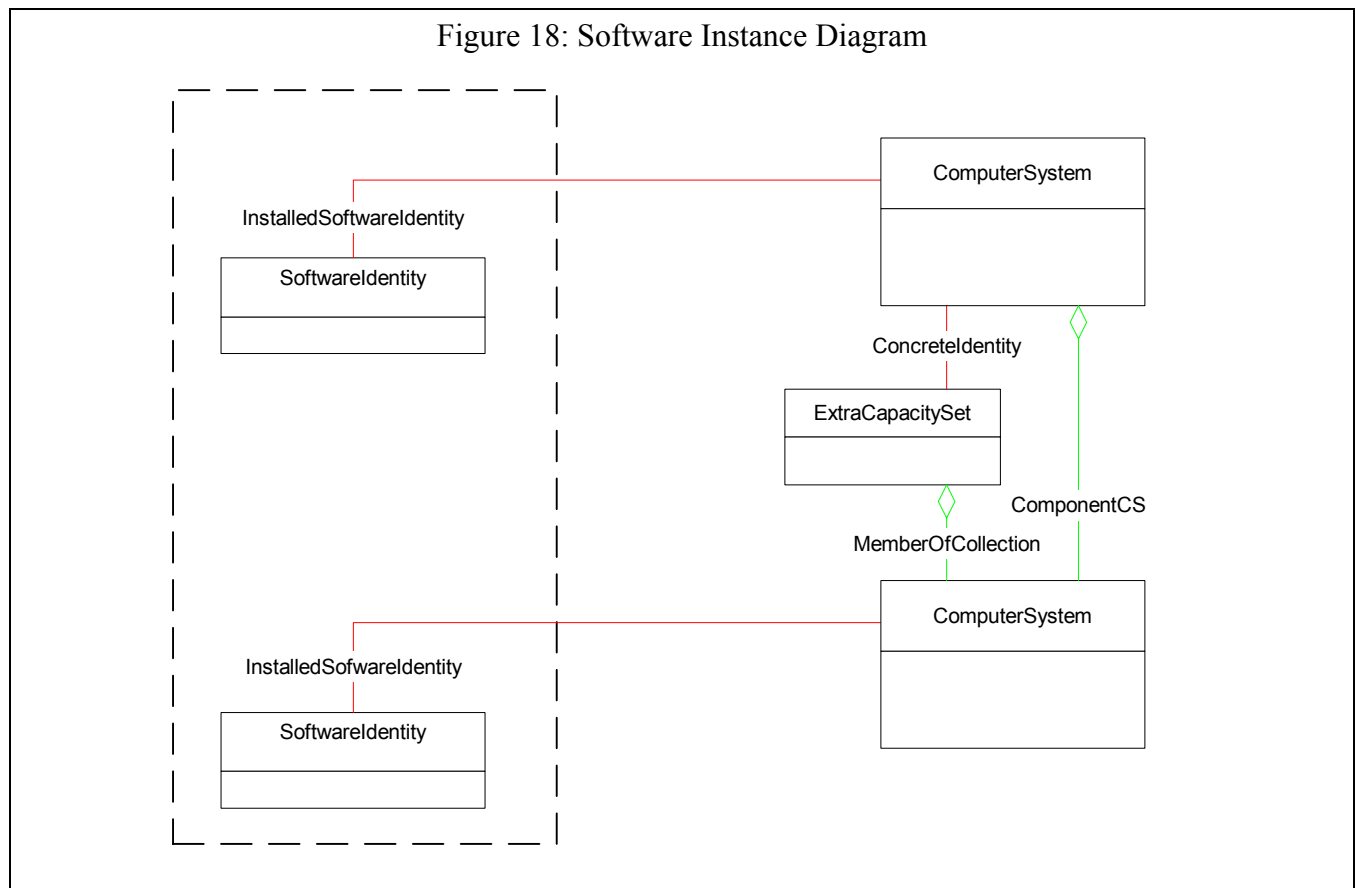 Figure 18: Software Instance Diagram
ComputerSystem
InstalledSoftwareIdentity
SoftwareIdentity
ConcreteIdentity
ExtraCapacitySet
ComponentCS
MemberOfCollection
ComputerSystem
InstalledSofwareIdentity
SoftwareIdentity